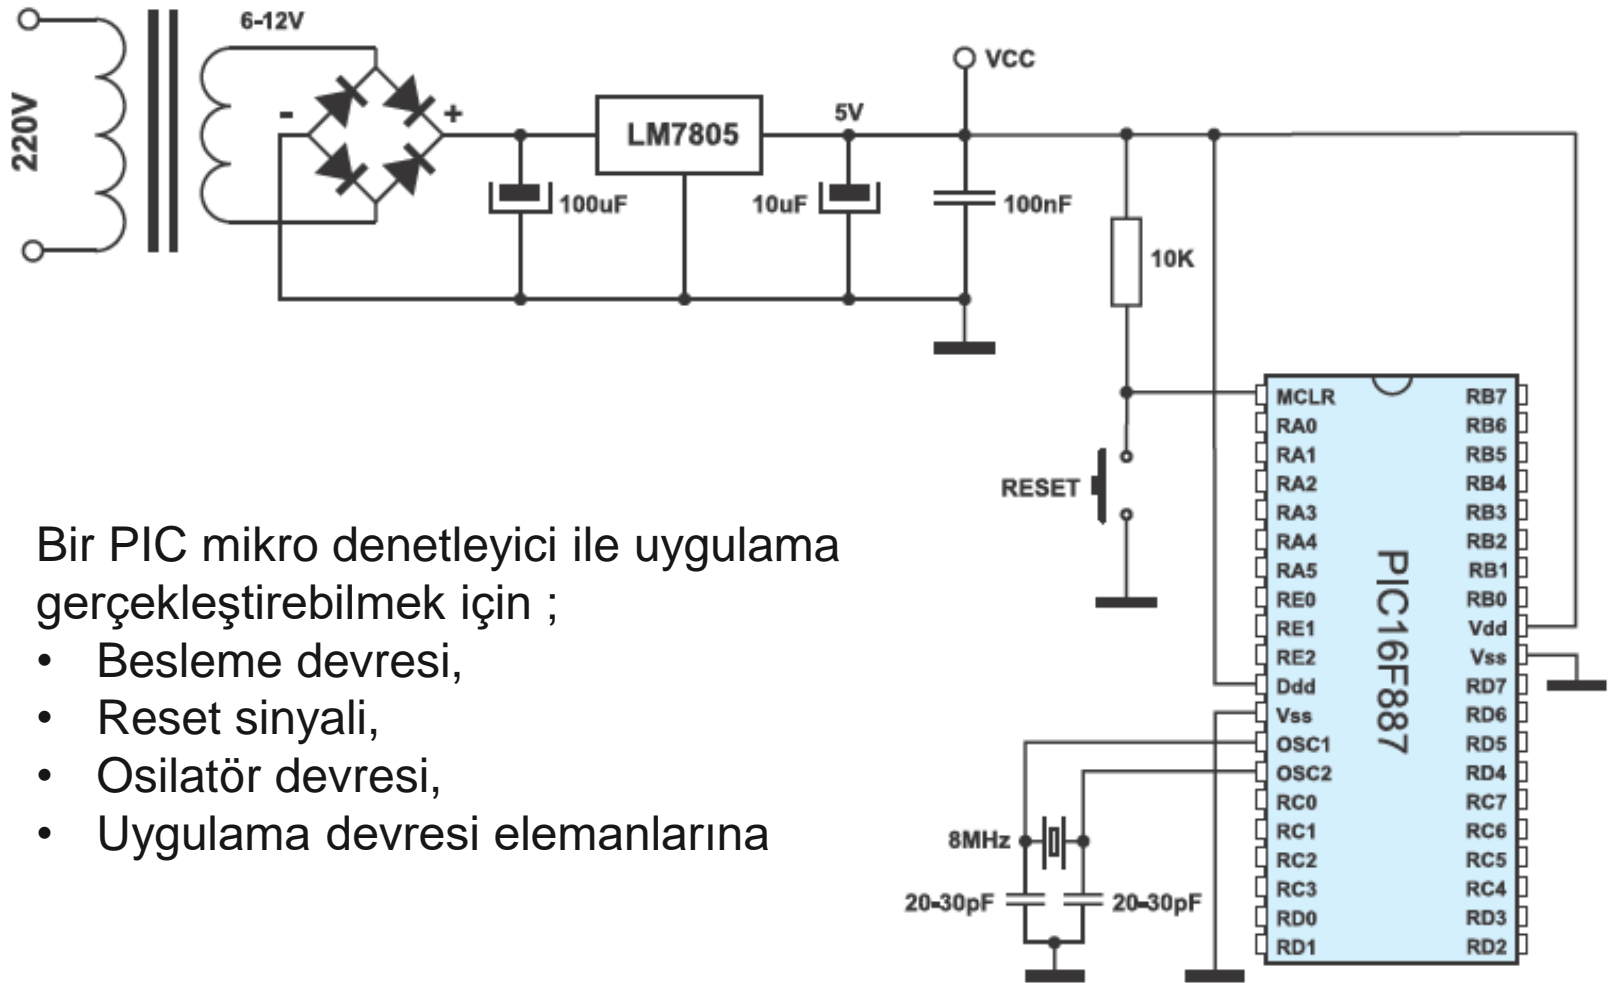 6-12V
220V
-
+
LM7805
5V
VCC
100uF
10uF
100nF
10K
RESET
Bir PIC mikro denetleyici ile uygulama
gerçekleştirebilmek için ;
• Besleme devresi,
• Reset sinyali,
• Osilatör devresi,
• Uygulama devresi elemanlarına
8MHz
20-30pF
20-30pF
PIC16F887
MCLR
RA0
RA1
RA2
RA3
RA4
RA5
RE0
RE1
RE2
Ddd
Vss
OSC1
OSC2
RC0
RC1
RC2
RC3
RD0
RD1
RB7
RB6
RB5
RB4
RB3
RB2
RB1
RB0
Vdd
Vss
RD7
RD6
RD5
RD4
RC7
RC6
RC5
RC4
RD3
RD2